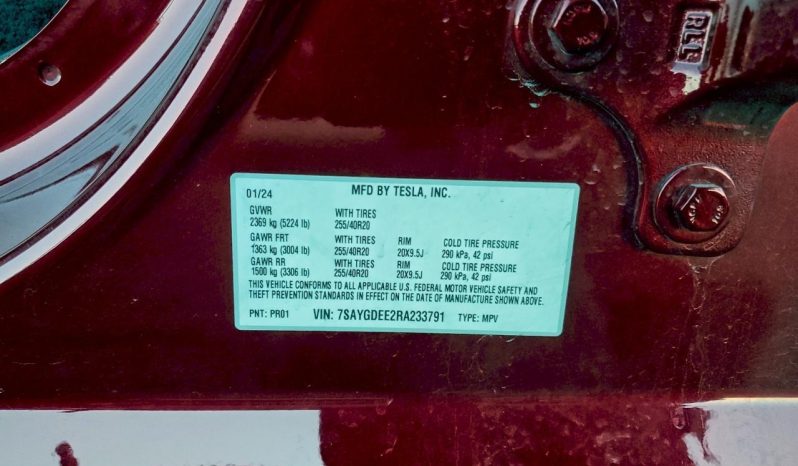 01/24 MFD BY TESLA, INC.
GVWR WITH TIRES
2369 kg (5224 lb) 255/40R20
GAWR FRT WITH TIRES RIM COLD TIRE PRESSURE
1363 kg (3004 lb) 255/40R20 20X9.5J 290 kPa, 42 psi
GAWR RR WITH TIRES RIM COLD TIRE PRESSURE
1500 kg (3306 lb) 255/40R20 20X9.5J 290 kPa, 42 psi
THIS VEHICLE CONFORMS TO ALL APPLICABLE U.S. FEDERAL MOTOR VEHICLE SAFETY AND
THEFT PREVENTION STANDARDS IN EFFECT ON THE DATE OF MANUFACTURE SHOWN ABOVE.
PNT: PR01 VIN: 7SAYGDEE2RA233791 TYPE: MPV